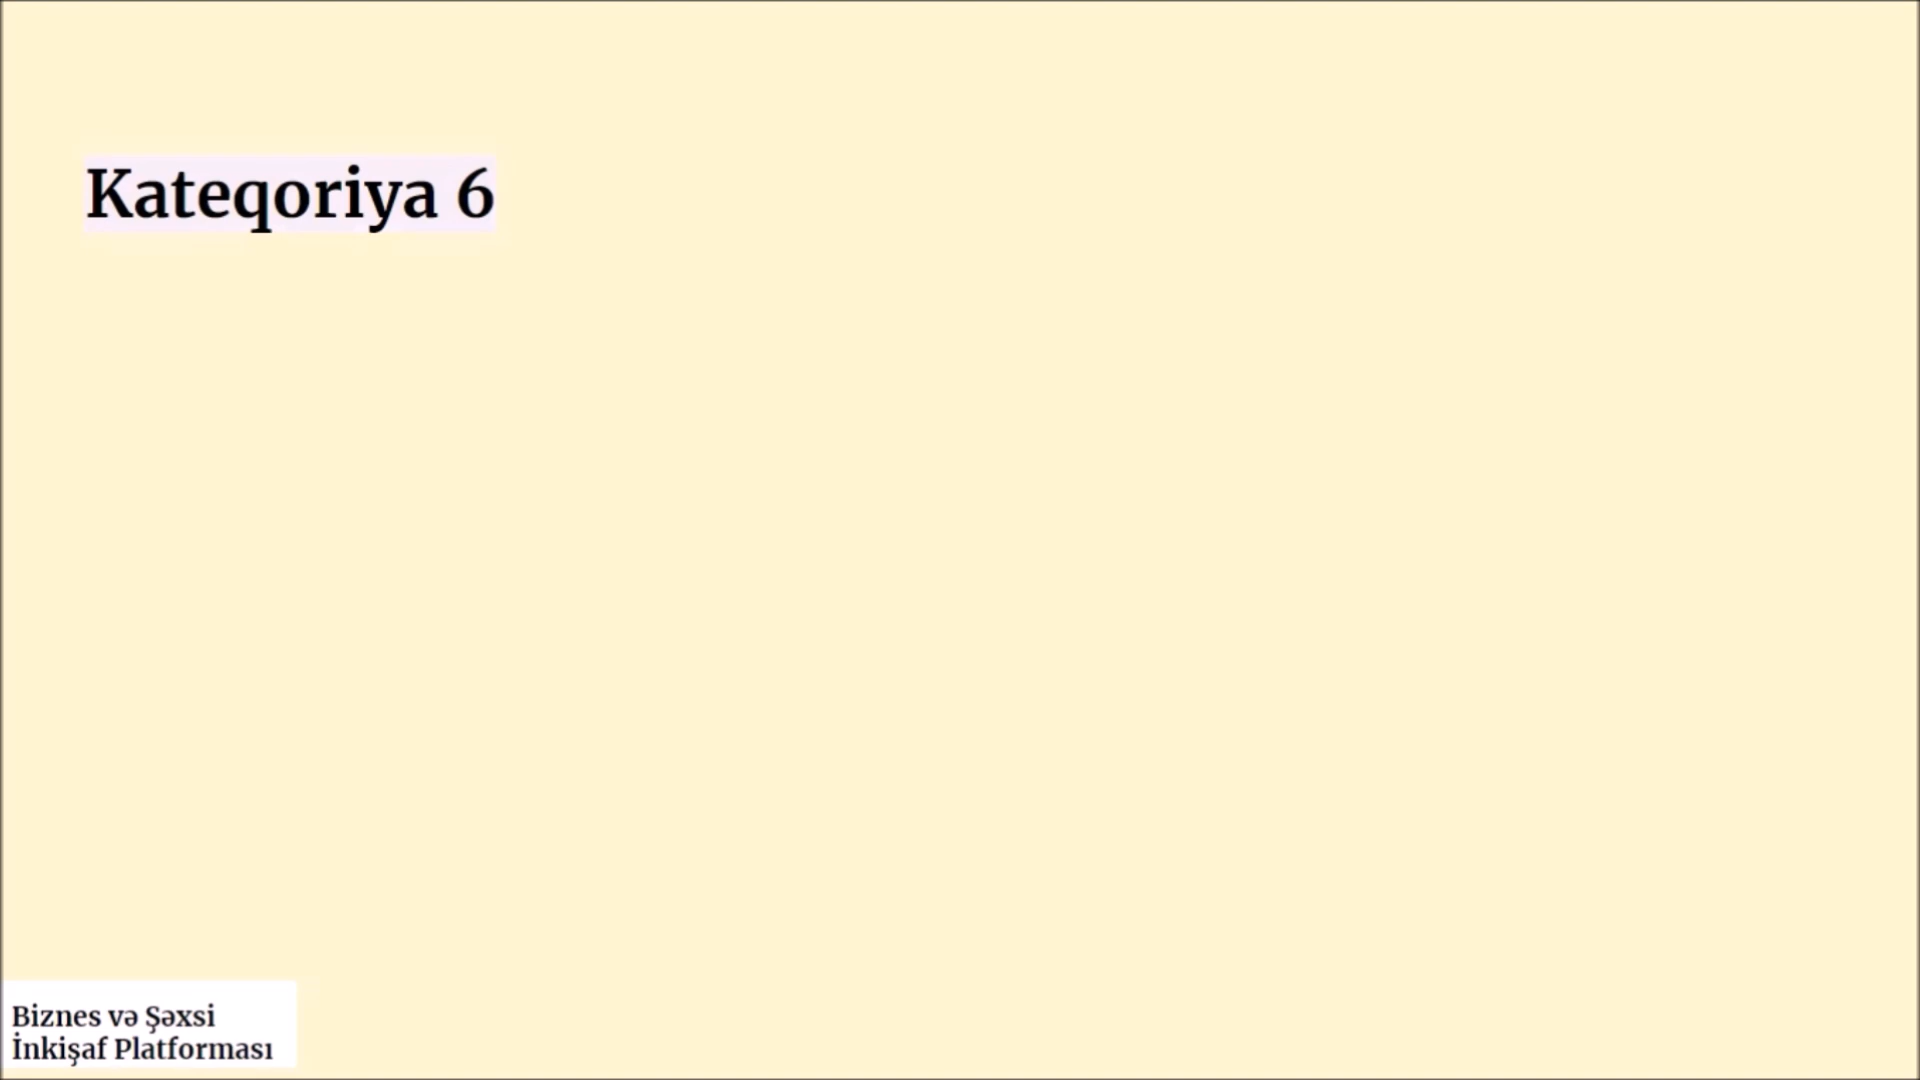 Kateqoriya 6
Biznes və Şəxsi
İnkişaf Platforması